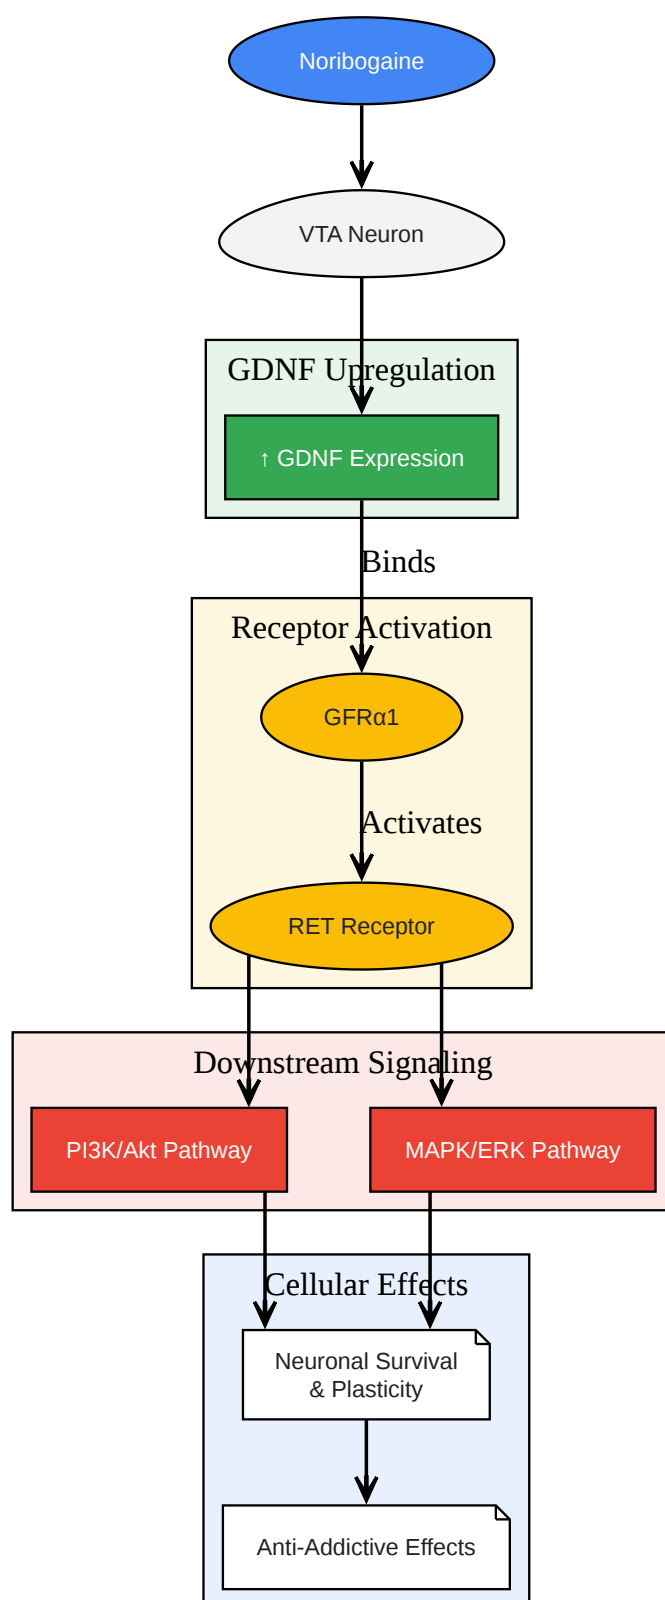 Noribogaine
VTA Neuron
GDNF Upregulation
↑ GDNF Expression
Binds
Receptor Activation
GFRα1
Activates
RET Receptor
Downstream Signaling
PI3K/Akt Pathway
MAPK/ERK Pathway
Cellular Effects
Neuronal Survival
& Plasticity
Anti-Addictive Effects